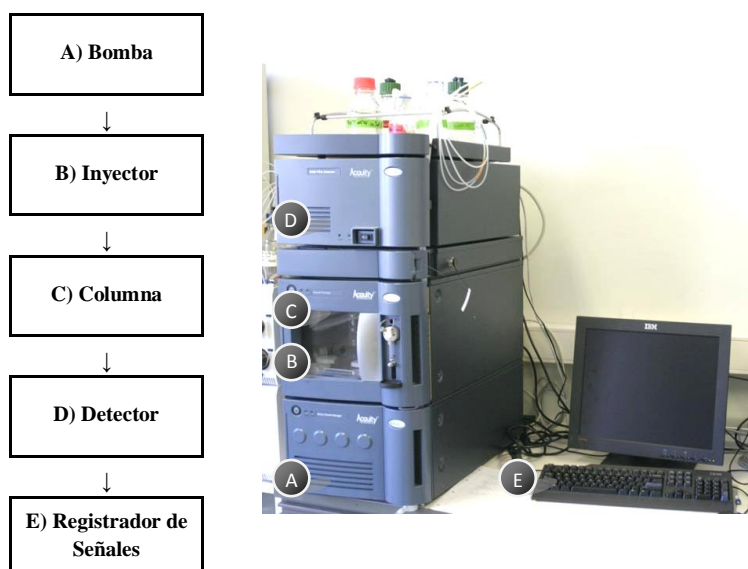 A) Bomba
↓
B) Inyector
↓
C) Columna
↓
D) Detector
↓
E) Registrador de
Señales
Acquity
D
Acquity
C
B
IBM
Acquity
A
E